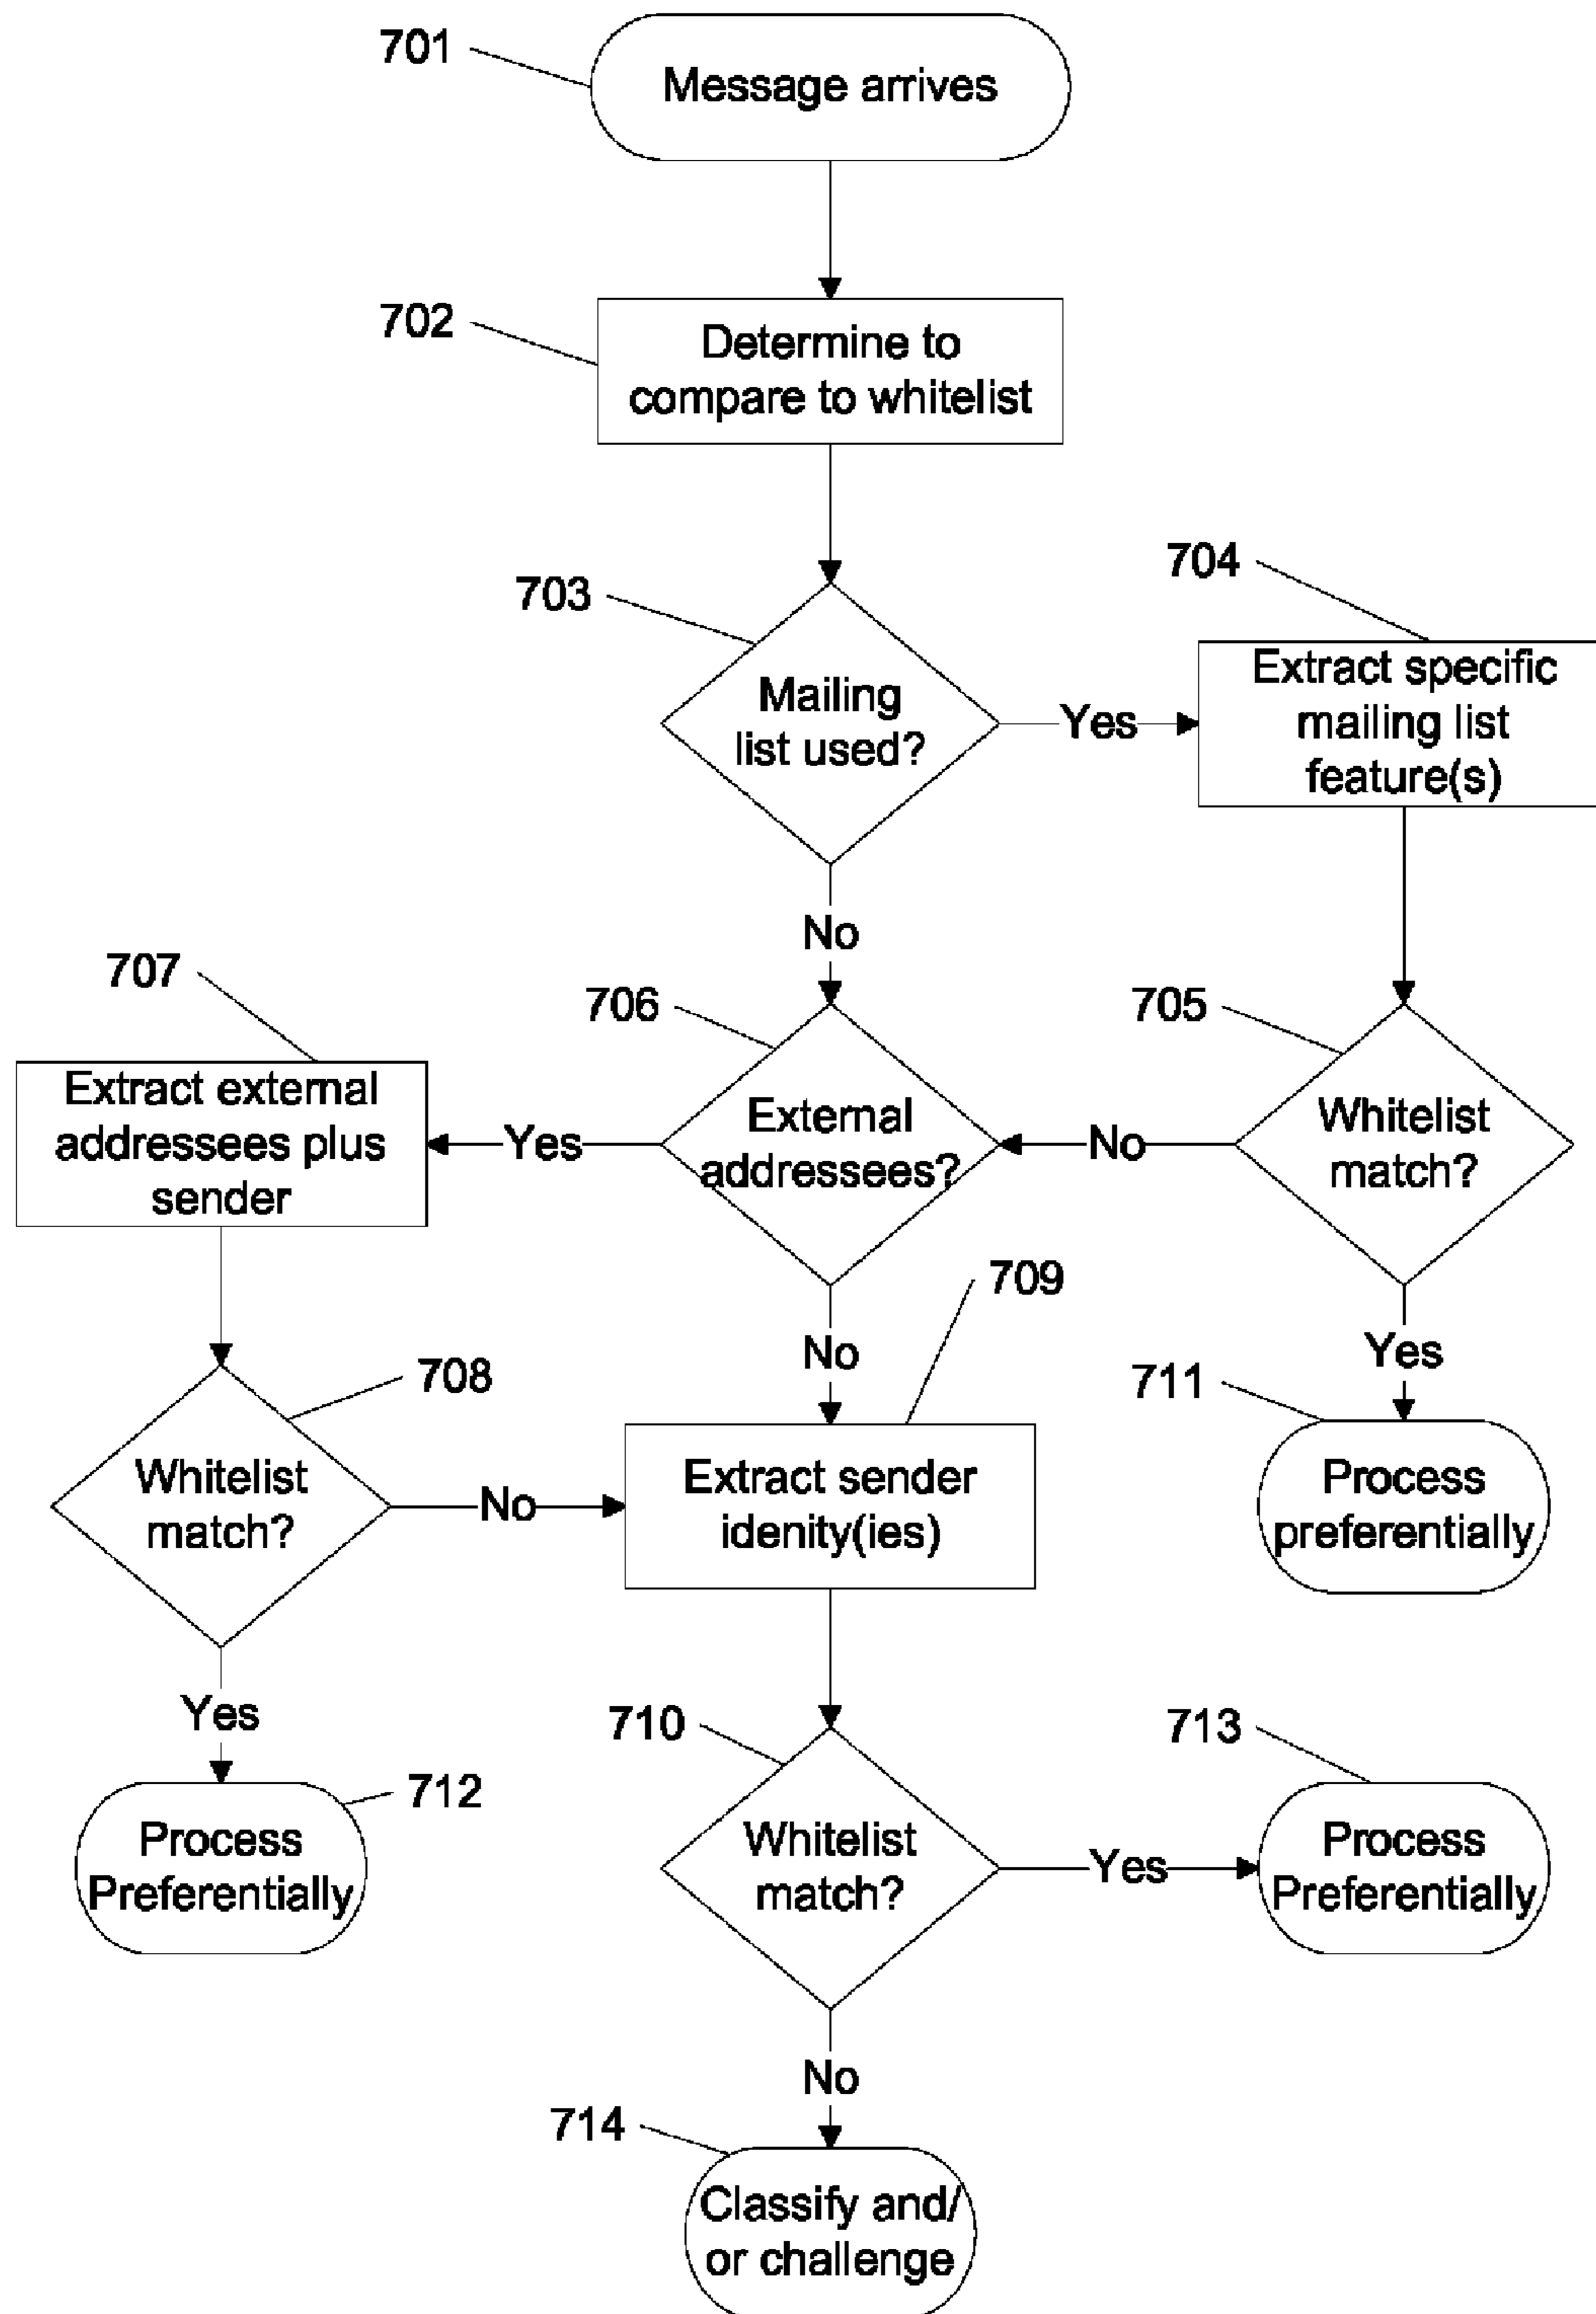 701
Message arrives
702
Determine to
compare to whitelist
703
Mailing
list used?
Yes
704
Extract specific
mailing list
feature(s)
No
707
Extract external
addressees plus
sender
Yes
706
External
addressees?
No
705
Whitelist
match?
708
Whitelist
match?
No
No
709
Extract sender
idenity(ies)
Yes
711
Process
preferentially
Yes
712
Process
Preferentially
710
Whitelist
match?
Yes
713
Process
Preferentially
No
714
Classify and/
or challenge